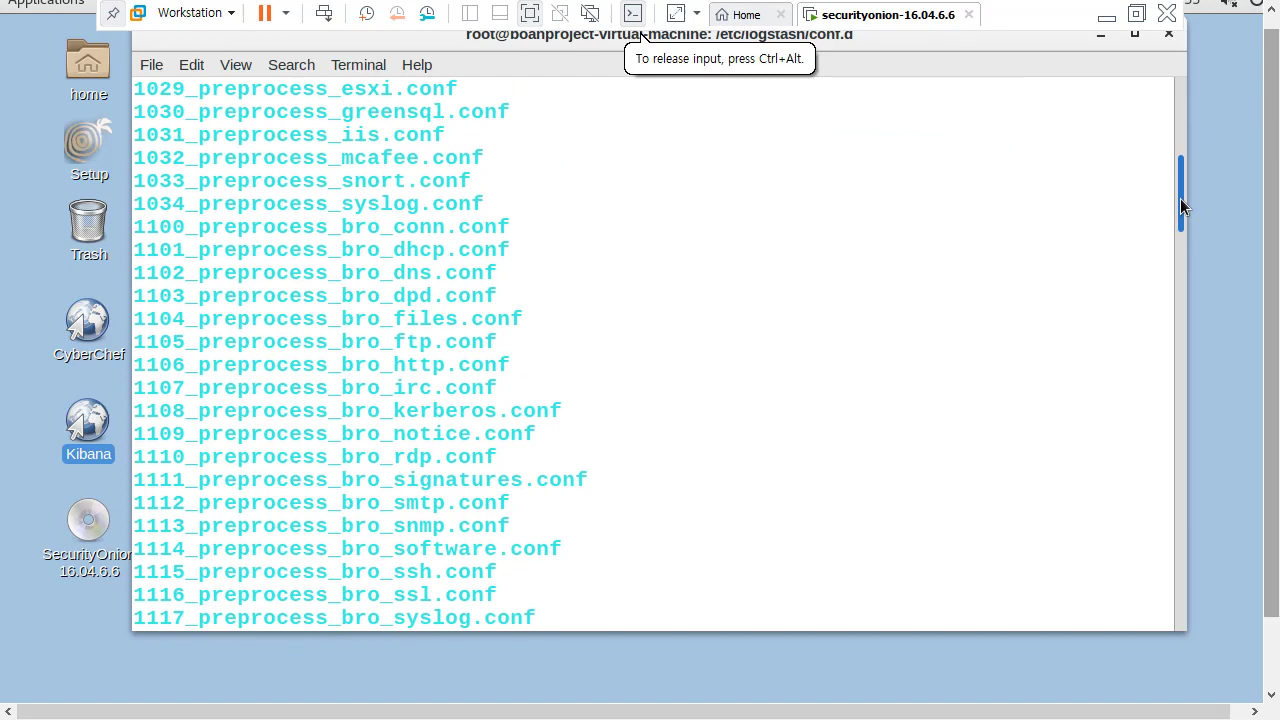 Applications
Workstation
Home
securityonion-16.04.6.6
root@boanproject-virtual-machine: /etc/logstash/conf.d
To release input, press Ctrl+Alt.
File Edit View Search Terminal Help
1029_preprocess_esxi.conf
1030_preprocess_greensql.conf
1031_preprocess_iis.conf
1032_preprocess_mcafee.conf
1033_preprocess_snort.conf
1034_preprocess_syslog.conf
1100_preprocess_bro_conn.conf
1101_preprocess_bro_dhcp.conf
1102_preprocess_bro_dns.conf
1103_preprocess_bro_dpd.conf
1104_preprocess_bro_files.conf
1105_preprocess_bro_ftp.conf
1106_preprocess_bro_http.conf
1107_preprocess_bro_irc.conf
1108_preprocess_bro_kerberos.conf
1109_preprocess_bro_notice.conf
1110_preprocess_bro_rdp.conf
1111_preprocess_bro_signatures.conf
1112_preprocess_bro_smtp.conf
1113_preprocess_bro_snmp.conf
1114_preprocess_bro_software.conf
1115_preprocess_bro_ssh.conf
1116_preprocess_bro_ssl.conf
1117_preprocess_bro_syslog.conf
home
Setup
Trash
CyberChef
Kibana
SecurityOnion
16.04.6.6